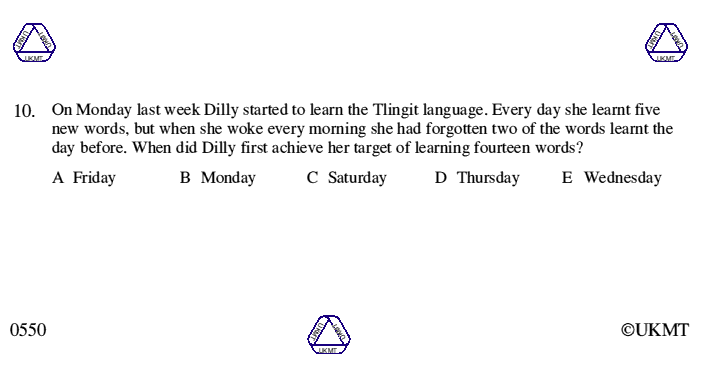 UKMT
UKMT
UKMT
UKMT
UKMT
UKMT
10. On Monday last week Dilly started to learn the Tlingit language. Every day she learnt five
new words, but when she woke every morning she had forgotten two of the words learnt the
day before. When did Dilly first achieve her target of learning fourteen words?
A Friday B Monday C Saturday D Thursday E Wednesday
0550
UKMT
UKMT
UKMT
©UKMT